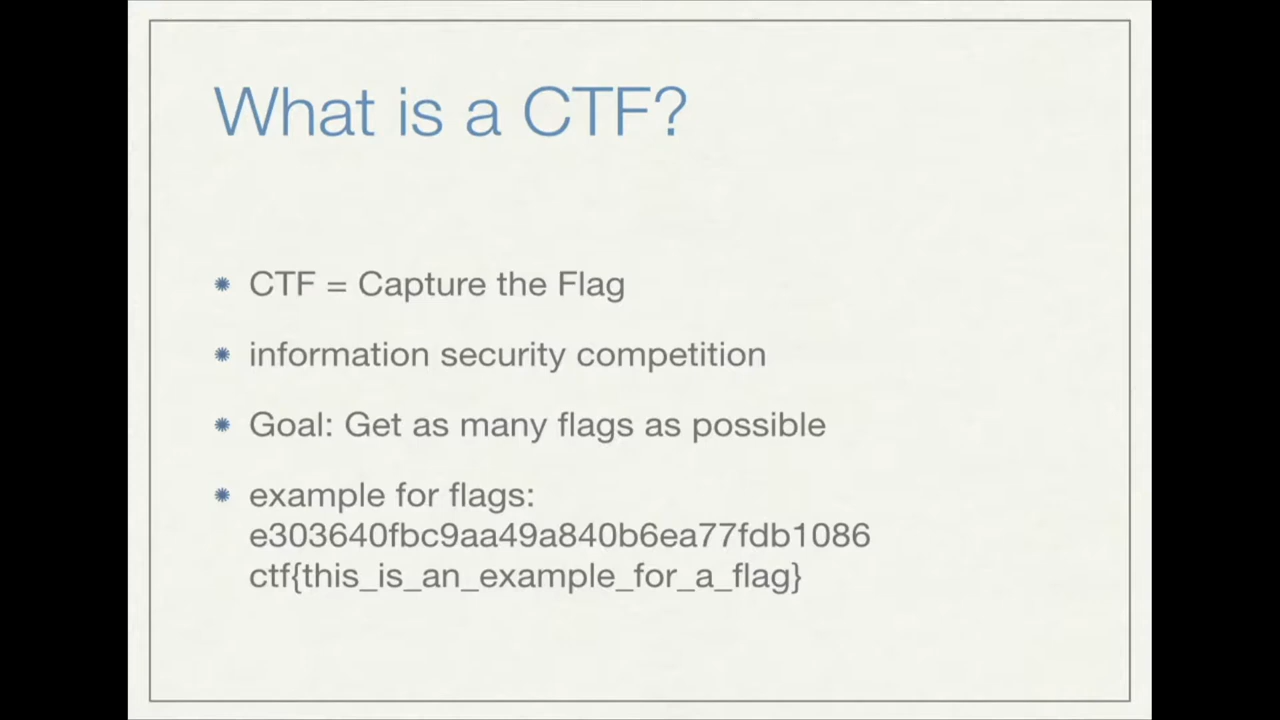 What is a CTF?
CTF = Capture the Flag
information security competition
Goal: Get as many flags as possible
example for flags:
e303640fbc9aa49a840b6ea77fdb1086
ctf{this_is_an_example_for_a_flag}